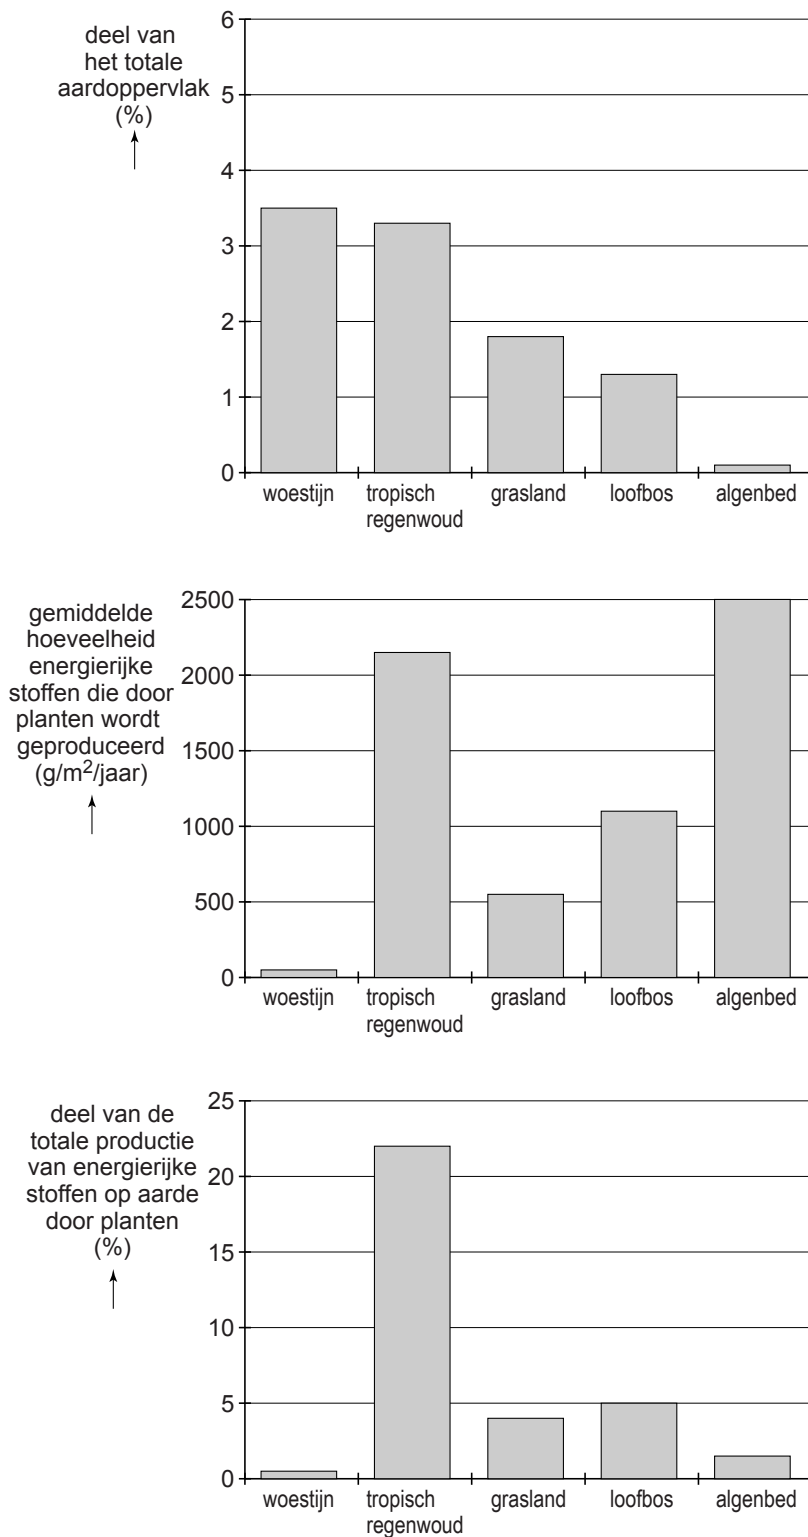 deel van
het totale
aardoppervlak
(%)
6
5
4
3
2
1
0
woestijn tropisch regenwoud grasland loofbos algenbed
gemiddelde
hoeveelheid
energierijke
stoffen die door
planten wordt
geproduceerd
(g/m²/jaar)
2500
2000
1500
1000
500
0
woestijn tropisch regenwoud grasland loofbos algenbed
deel van de
totale productie
van energierijke
stoffen op aarde
door planten
(%)
25
20
15
10
5
0
woestijn tropisch regenwoud grasland loofbos algenbed